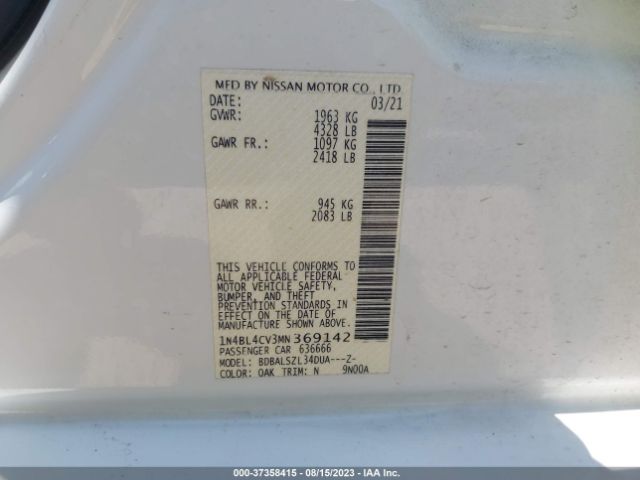 MFD BY NISSAN MOTOR CO., LTD
DATE: 03/21
GVWR: 1963 KG
4328 LB
GAWR FR.: 1097 KG
2418 LB
GAWR RR.: 945 KG
2083 LB
THIS VEHICLE CONFORMS TO
ALL APPLICABLE FEDERAL
MOTOR VEHICLE SAFETY,
BUMPER, AND THEFT
PREVENTION STANDARDS IN
EFFECT ON THE DATE OF
MANUFACTURE SHOWN ABOVE.
1N4BL4CV3MN369142
PASSENGER CAR 636666
MODEL: BDBALSZL34DUA---Z-
COLOR: QAK TRIM: N 9N00A
0-37358415 -- 08/15/2023 -- IAA Inc.